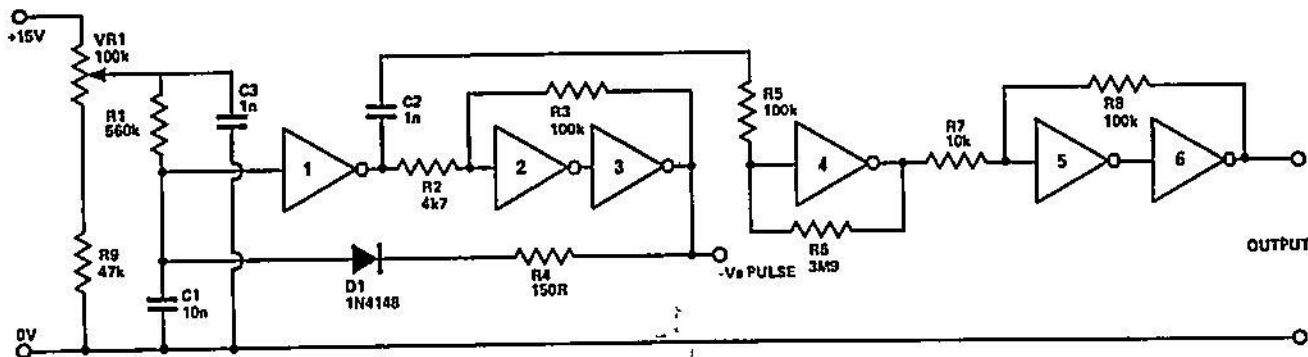 +15V
VR1
100k
R1
560k
C3
1n
R9
47k
C1
10n
0V
1
C2
1n
R2
4k7
R3
100k
2
3
D1
1N4148
R4
150R
-Ve PULSE
R5
100k
4
R6
3M9
R7
10k
R8
100k
5
6
OUTPUT